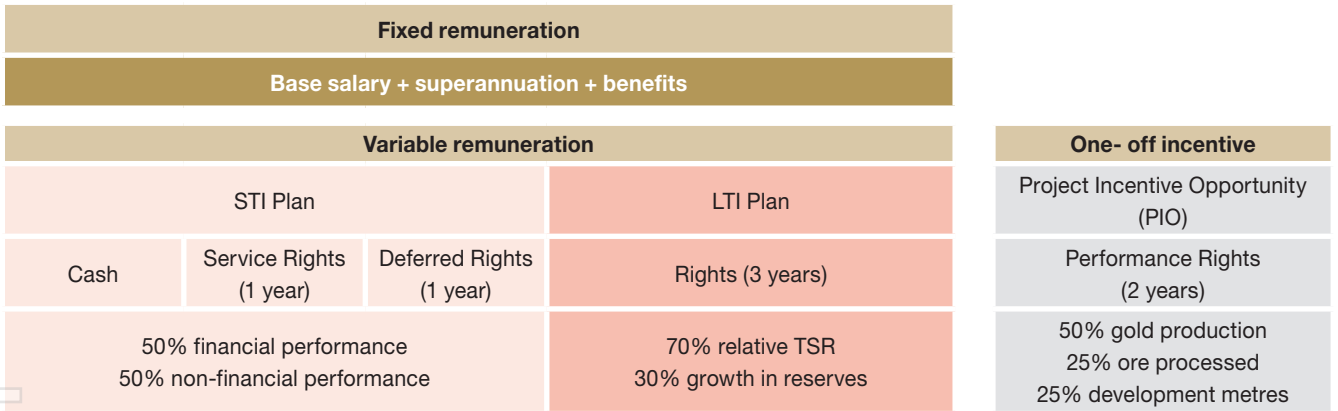 Fixed remuneration
Base salary + superannuation + benefits
Variable remuneration
One- off incentive
STI Plan
LTI Plan
Project Incentive Opportunity
(PIO)
Cash
Service Rights
(1 year)
Deferred Rights
(1 year)
Rights (3 years)
Performance Rights
(2 years)
50% financial performance
50% non-financial performance
70% relative TSR
30% growth in reserves
50% gold production
25% ore processed
25% development metres